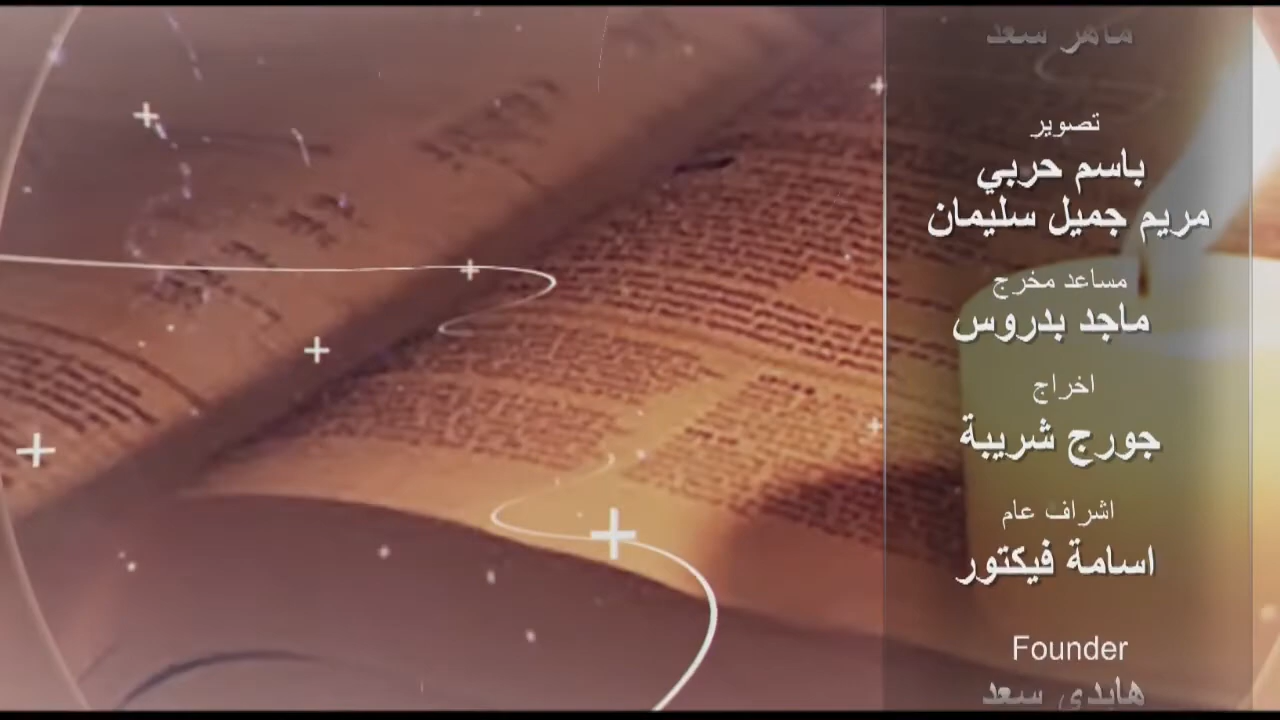 ماهر سعد
تصوير
باسم حربي
مريم جميل سليمان
مساعد مخرج
ماجد بدروس
اخراج
جورج شريبة
اشراف عام
اسامة فيكتور
Founder
هايدى سعد